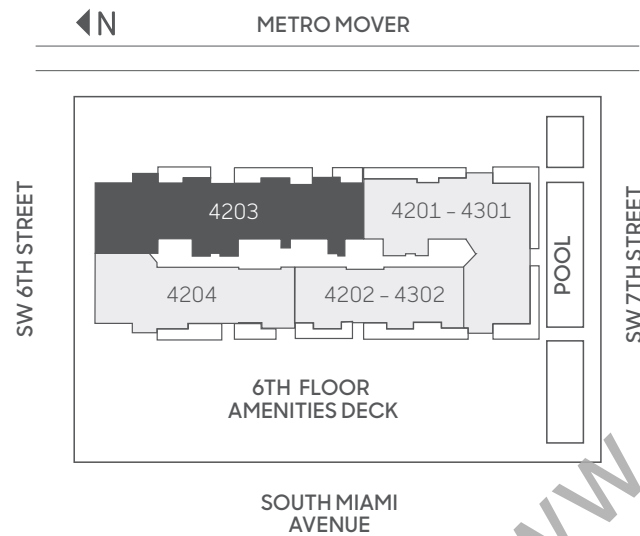 N
METRO MOVER
SW 6TH STREET
4203
4201 – 4301
4204
4202 – 4302
POOL
SW 7TH STREET
6TH FLOOR
AMENITIES DECK
SOUTH MIAMI
AVENUE
WW